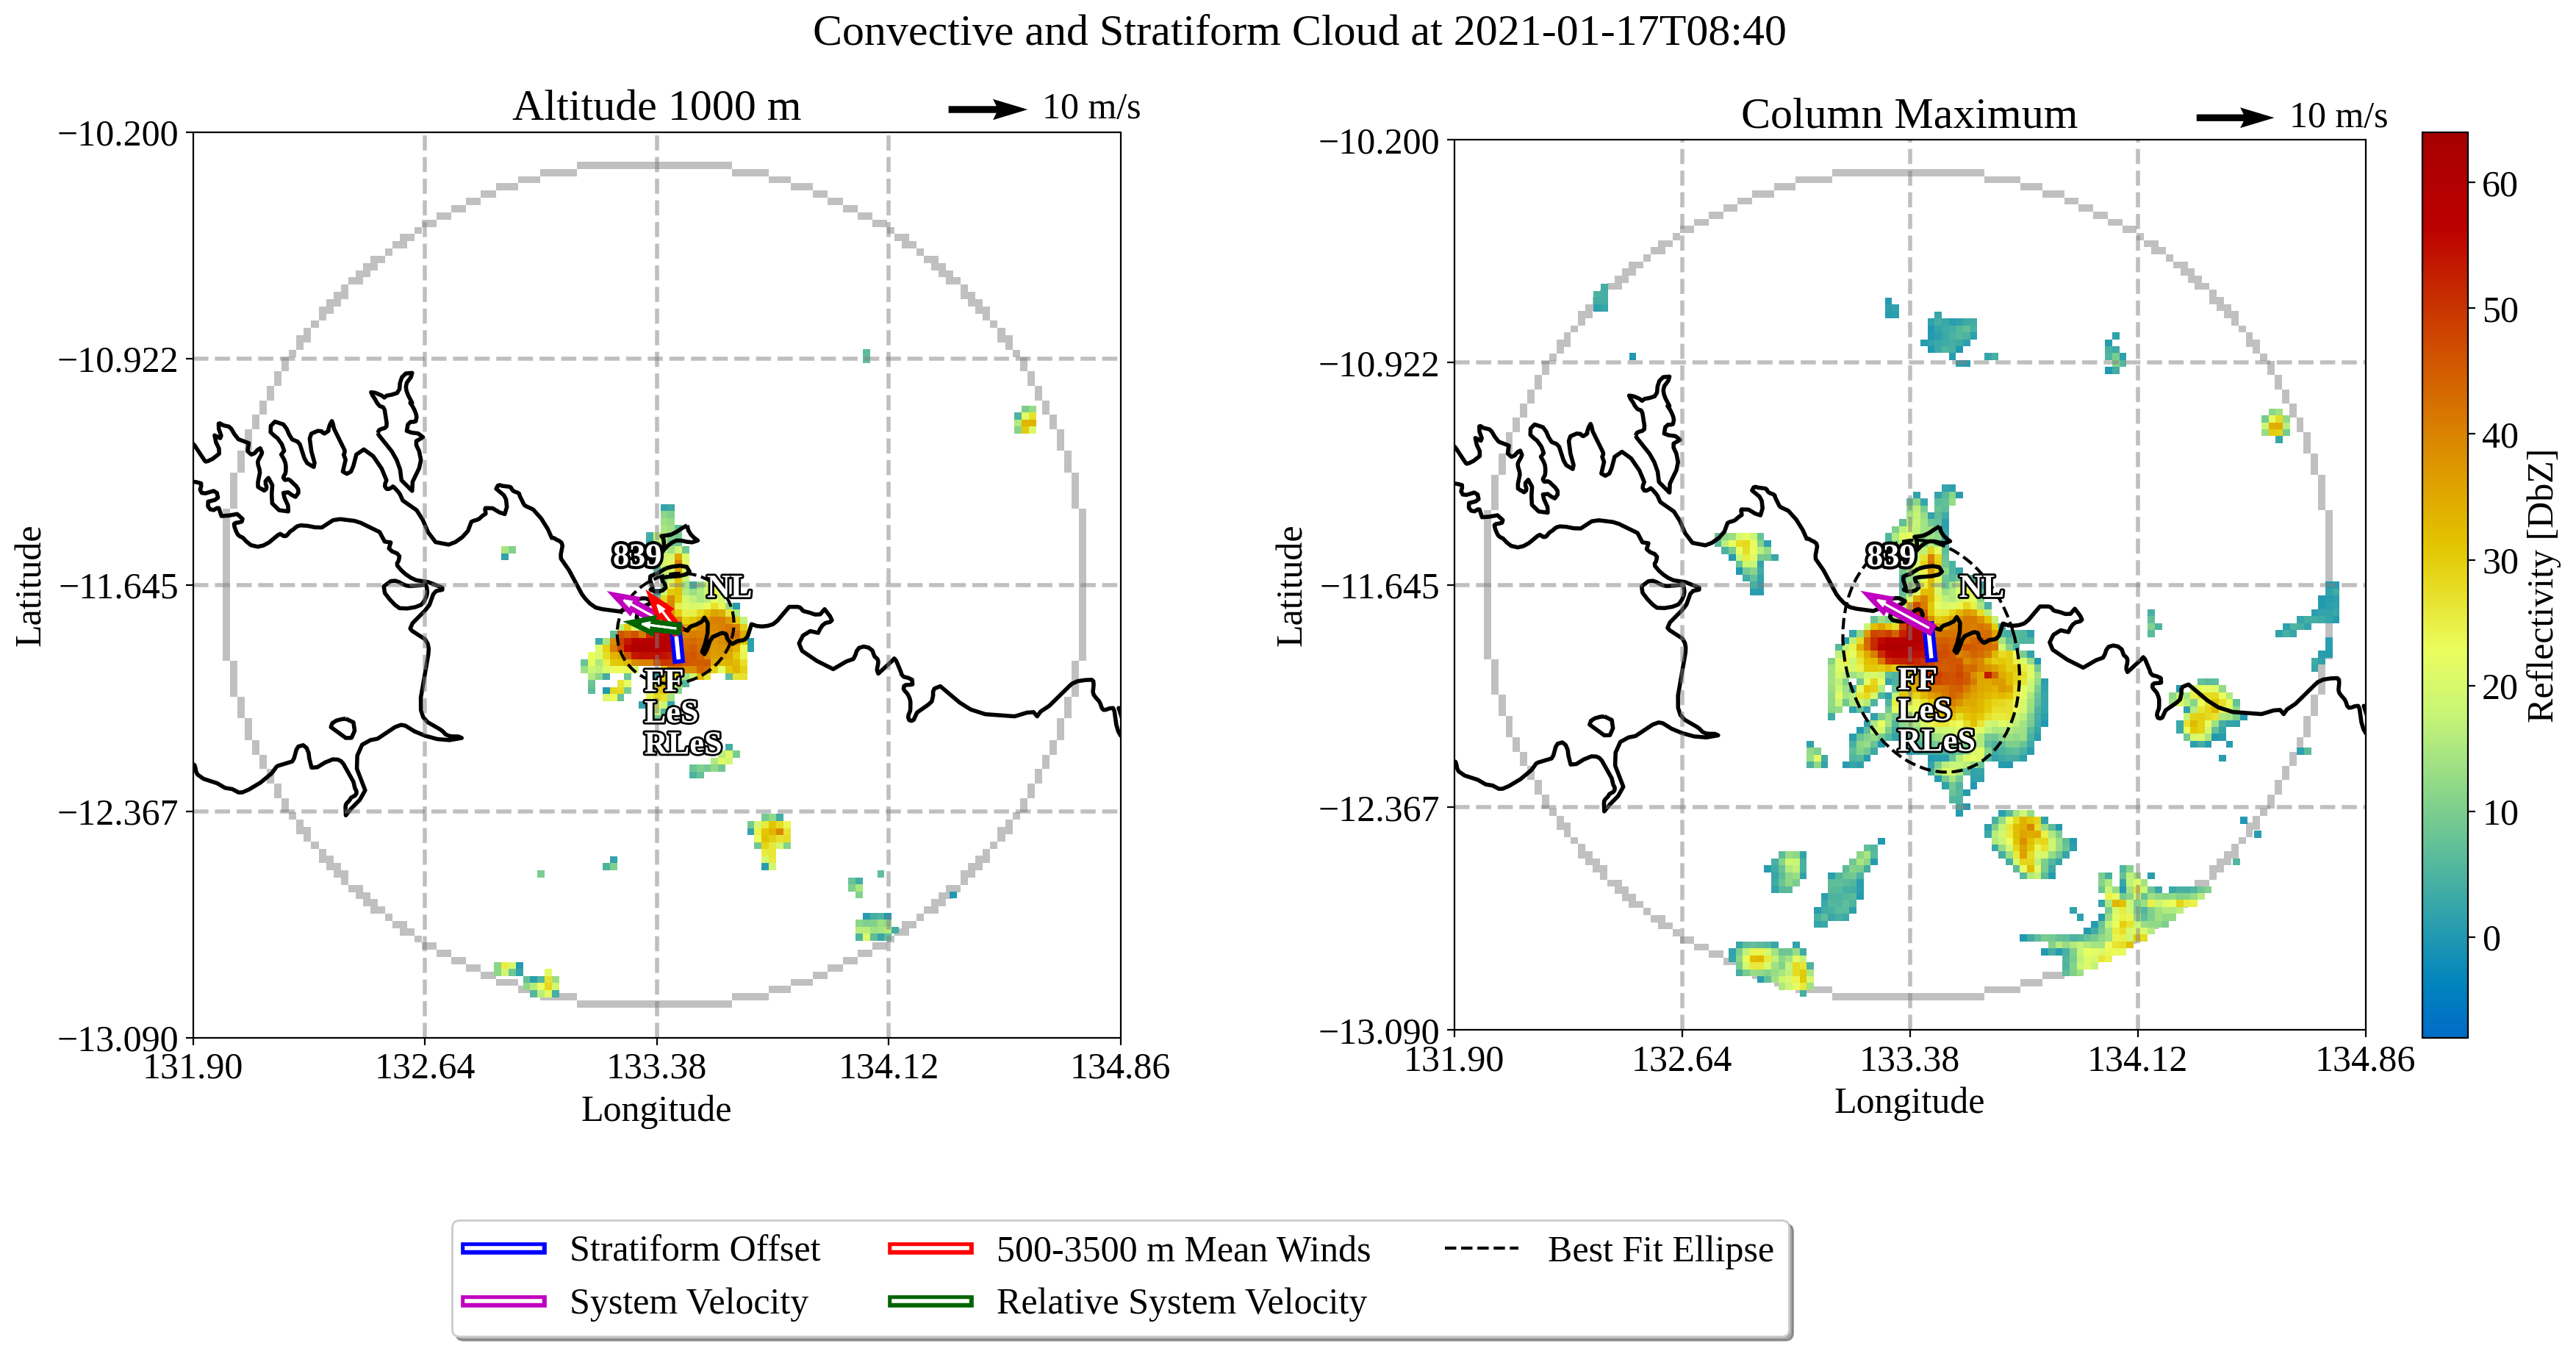 Convective and Stratiform Cloud at 2021-01-17T08:40
Altitude 1000 m
10 m/s
−10.200
−10.922
−11.645
−12.367
−13.090
Latitude
131.90
132.64
133.38
134.12
134.86
Longitude
839
NL
FF
LeS
RLeS
Column Maximum
10 m/s
−10.200
−10.922
−11.645
−12.367
−13.090
Latitude
131.90
132.64
133.38
134.12
134.86
Longitude
839
NL
FF
LeS
RLeS
60
50
40
30
20
10
0
Reflectivity [DbZ]
Stratiform Offset
System Velocity
500-3500 m Mean Winds
Relative System Velocity
Best Fit Ellipse